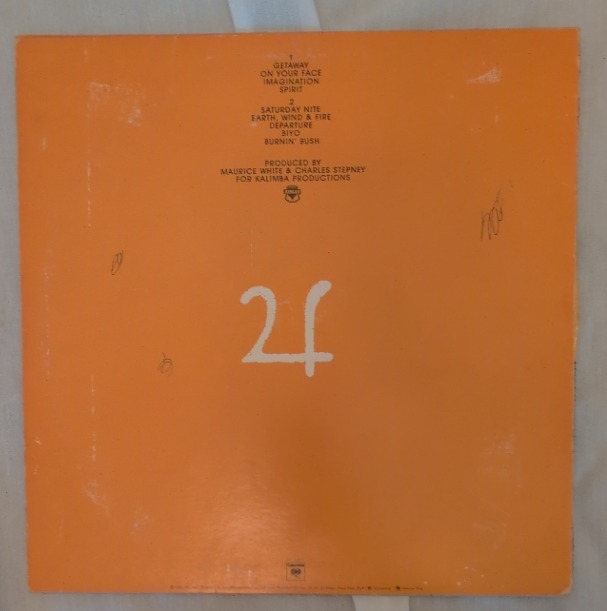 1
GETAWAY
ON YOUR FACE
IMAGINATION
SPIRIT
2
SATURDAY NITE
EARTH, WIND & FIRE
DEPARTURE
BIYO
BURNIN' BUSH
PRODUCED BY
MAURICE WHITE & CHARLES STEPNEY
FOR KALIMBA PRODUCTIONS